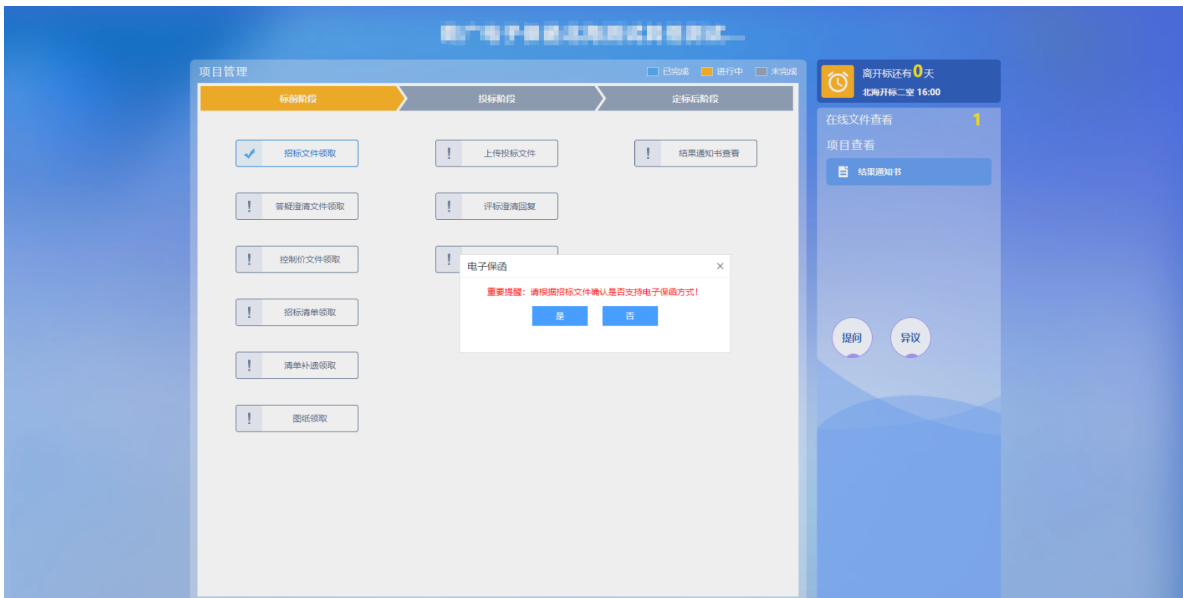 项目管理
已完成 进行中 未完成
标前阶段 投标阶段 定标后阶段
招标文件领取 上传投标文件 结果通知书查看
答疑澄清文件领取 评标澄清回复
控制价文件领取
招标清单领取
清单补遗领取
图纸领取
电子保函 ×
重要提醒：请根据招标文件确认是否支持电子保函方式！
是 否
离开标还有0天
北海开标二室 16:00
在线文件查看 1
项目查看
结果通知书
提问 异议